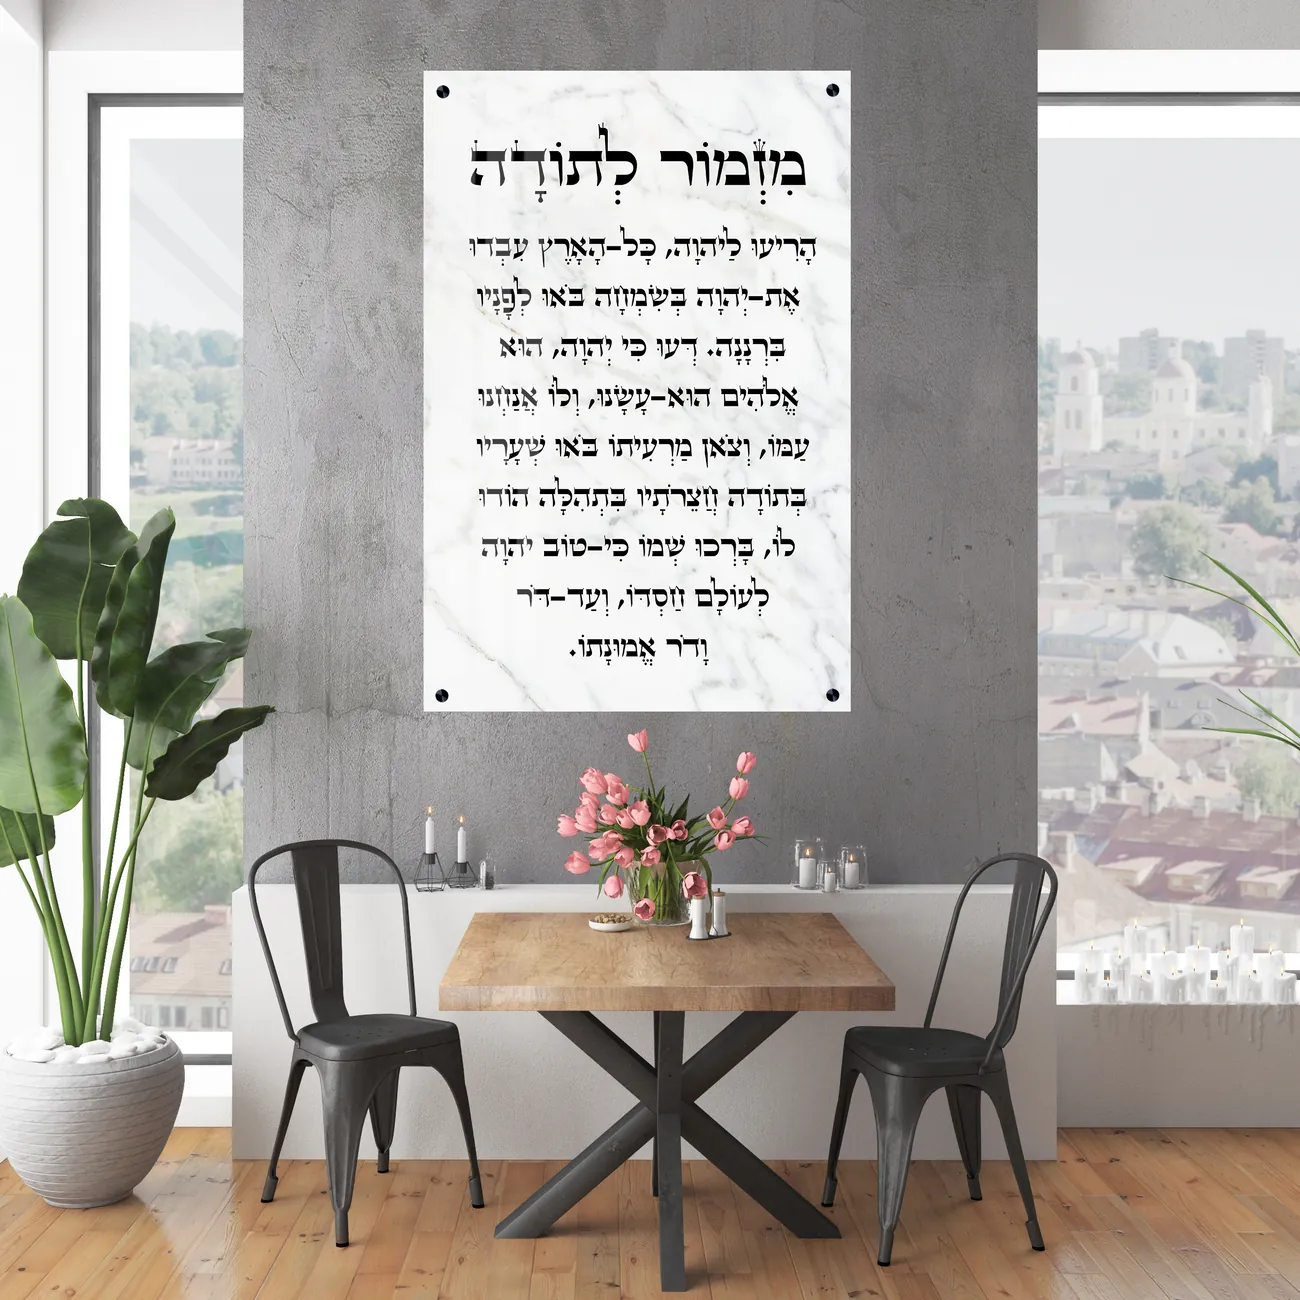 מִזְמוֹר לְתוֹדָה
הָרִיעוּ לַיהוָה, כָּל-הָאָרֶץ עִבְדוּ
אֶת-יְהוָה בְּשִׂמְחָה בֹּאוּ לְפָנָיו
בִּרְנָנָה. דְּעוּ כִּי יְהוָה, הוּא
אֱלֹהִים הוּא-עָשָׂנוּ, וְלוֹ אֲנַחְנוּ
עַמּוֹ, וְצֹאן מַרְעִיתוֹ בֹּאוּ שְׁעָרָיו
בְּתוֹדָה חֲצֵרֹתָיו בִּתְהִלָּה הוֹדוּ
לוֹ, בָּרְכוּ שְׁמוֹ כִּי-טוֹב יהוָה
לְעוֹלָם חַסְדּוֹ, וְעַד-דֹּר
וָדֹר אֱמוּנָתוֹ.